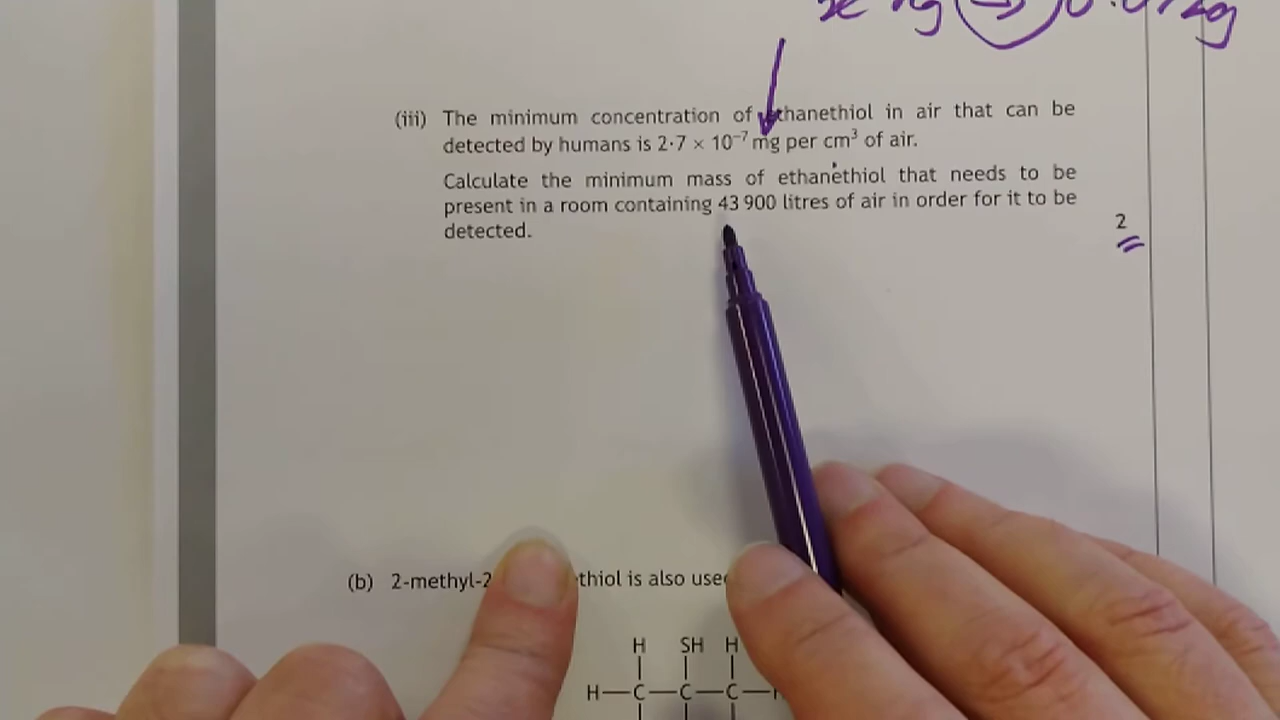 (iii) The minimum concentration of ethanethiol in air that can be
detected by humans is 2·7 × 10⁻⁷ mg per cm³ of air.
Calculate the minimum mass of ethanethiol that needs to be
present in a room containing 43 900 litres of air in order for it to be
detected.
2
(b) 2-methyl-2 thiol is also used
H SH H
H—C—C—C—H